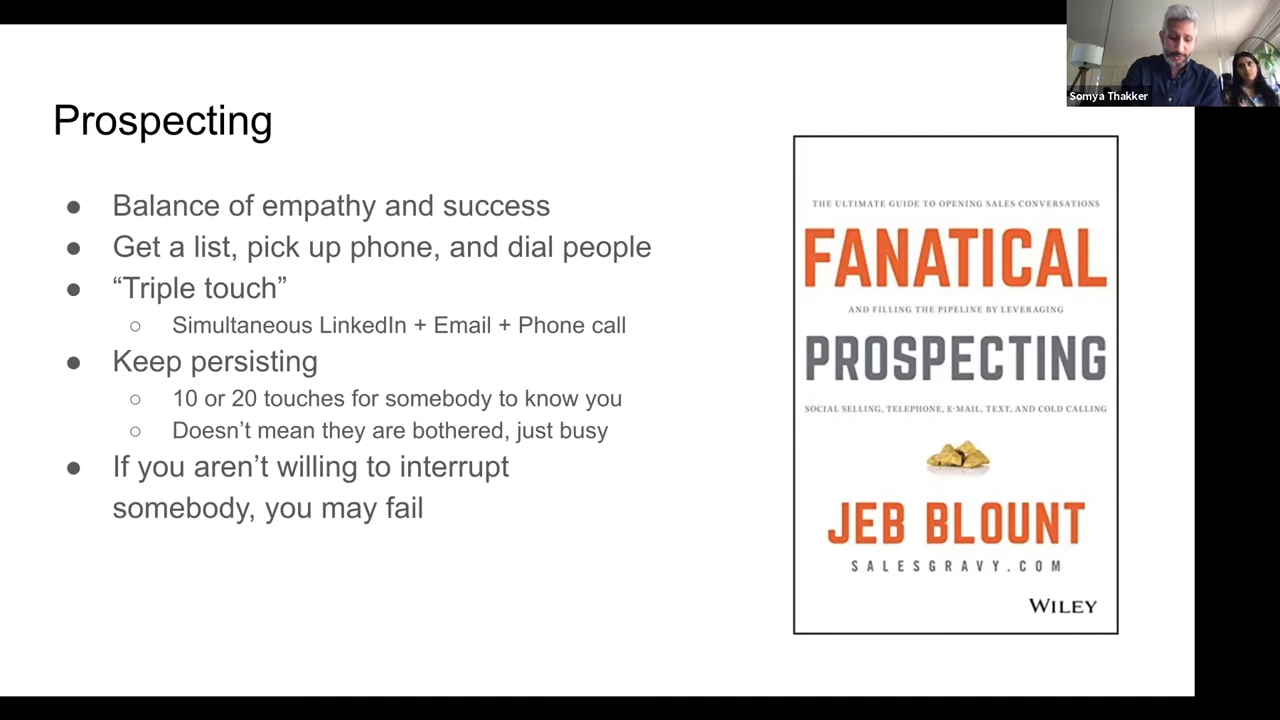 Somya Thakker
Prospecting
● Balance of empathy and success
● Get a list, pick up phone, and dial people
● “Triple touch”
○ Simultaneous LinkedIn + Email + Phone call
● Keep persisting
○ 10 or 20 touches for somebody to know you
○ Doesn’t mean they are bothered, just busy
● If you aren’t willing to interrupt
somebody, you may fail
THE ULTIMATE GUIDE TO OPENING SALES CONVERSATIONS
FANATICAL
AND FILLING THE PIPELINE BY LEVERAGING
PROSPECTING
SOCIAL SELLING, TELEPHONE, E-MAIL, TEXT, AND COLD CALLING
JEB BLOUNT
SALESGRAVY.COM
WILEY